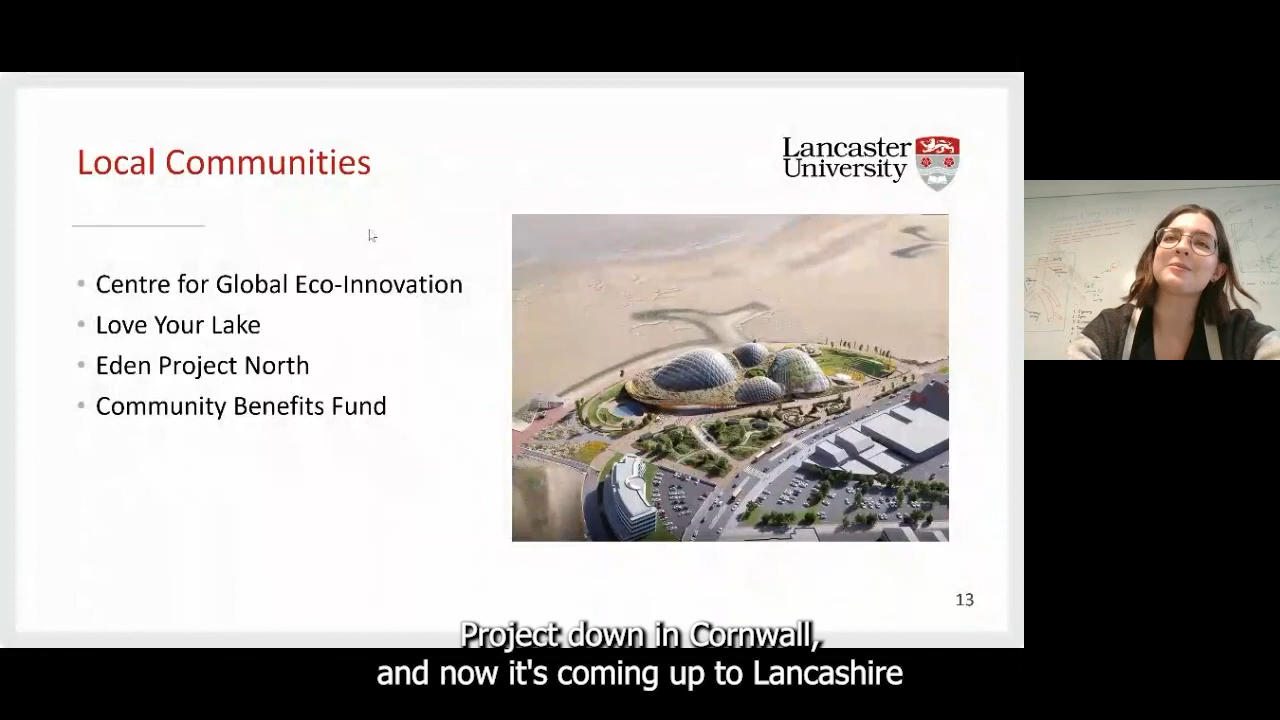 Local Communities
Lancaster
University
Centre for Global Eco-Innovation
Love Your Lake
Eden Project North
Community Benefits Fund
13
Project down in Cornwall,
and now it's coming up to Lancashire